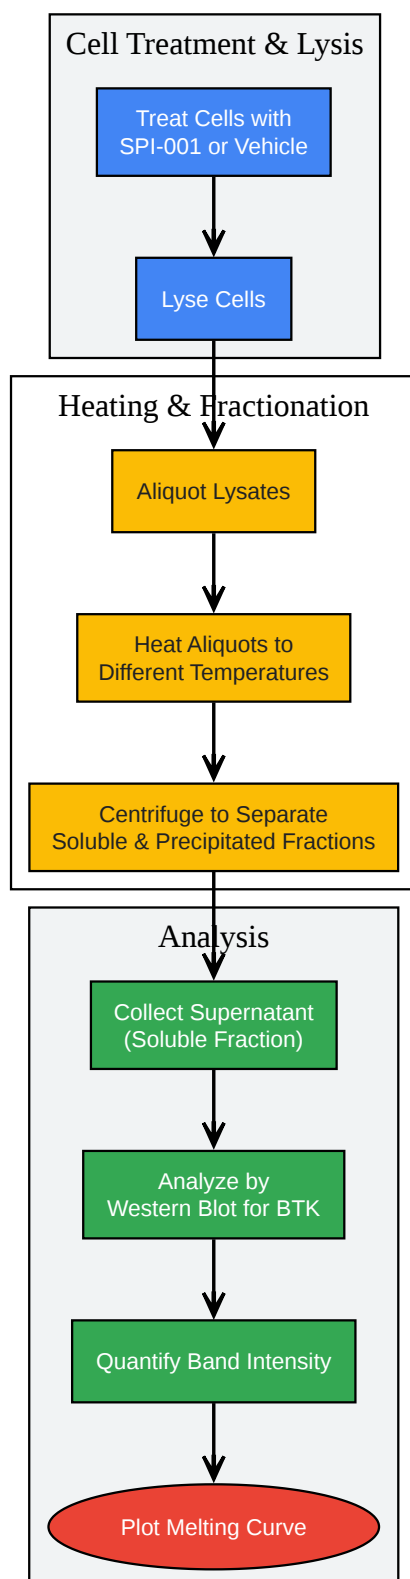 Cell Treatment & Lysis
Treat Cells with
SPI-001 or Vehicle
Lyse Cells
Heating & Fractionation
Aliquot Lysates
Heat Aliquots to
Different Temperatures
Centrifuge to Separate
Soluble & Precipitated Fractions
Analysis
Collect Supernatant
(Soluble Fraction)
Analyze by
Western Blot for BTK
Quantify Band Intensity
Plot Melting Curve